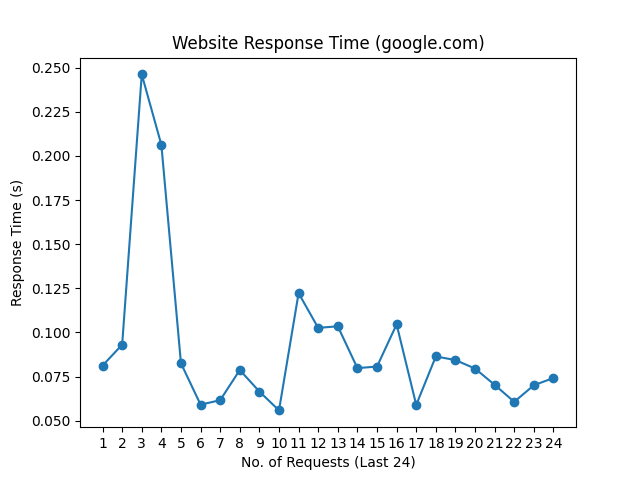 Website Response Time (google.com)
0.250
0.225
0.200
0.175
0.150
0.125
0.100
0.075
0.050
Response Time (s)
1 2 3 4 5 6 7 8 9 10 11 12 13 14 15 16 17 18 19 20 21 22 23 24
No. of Requests (Last 24)